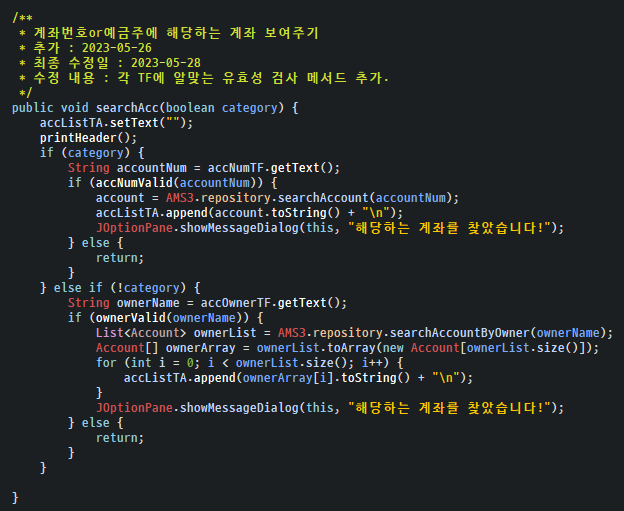 /**
 * 계좌번호or예금주에 해당하는 계좌 보여주기
 * 추가 : 2023-05-26
 * 최종 수정일 : 2023-05-28
 * 수정 내용 : 각 TF에 알맞는 유효성 검사 메서드 추가.
 */
public void searchAcc(boolean category) {
    accListTA.setText("");
    printHeader();
    if (category) {
        String accountNum = accNumTF.getText();
        if (accNumValid(accountNum)) {
            account = AMS3.repository.searchAccount(accountNum);
            accListTA.append(account.toString() + "\n");
            JOptionPane.showMessageDialog(this, "해당하는 계좌를 찾았습니다!");
        } else {
            return;
        }
    } else if (!category) {
        String ownerName = accOwnerTF.getText();
        if (ownerValid(ownerName)) {
            List<Account> ownerList = AMS3.repository.searchAccountByOwner(ownerName);
            Account[] ownerArray = ownerList.toArray(new Account[ownerList.size()]);
            for (int i = 0; i < ownerList.size(); i++) {
                accListTA.append(ownerArray[i].toString() + "\n");
            }
            JOptionPane.showMessageDialog(this, "해당하는 계좌를 찾았습니다!");
        } else {
            return;
        }
    }

}